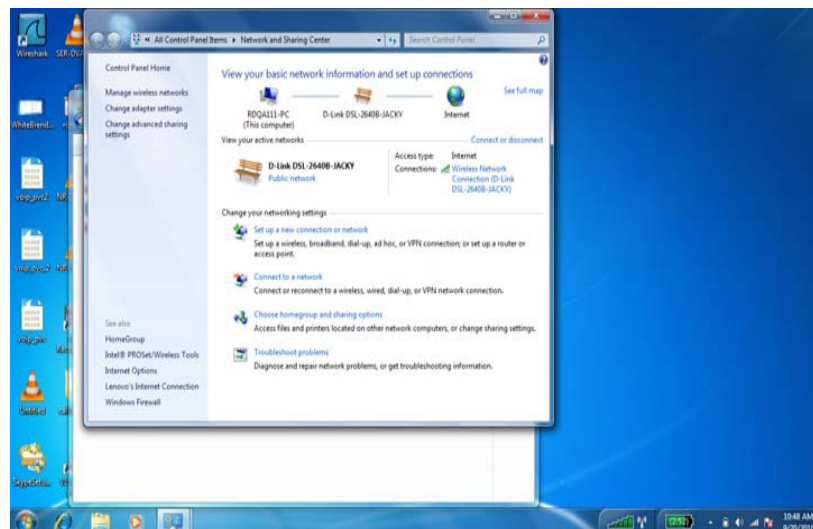 All Control Panel Items
Network and Sharing Center
Search Control Panel
Wireshark
Control Panel Home
Manage wireless networks
Change adapter settings
Change advanced sharing
settings
View your basic network information and set up connections
See full map
RDQA111-PC
(This computer)
D-Link DSL-2640B-JACKY
Internet
View your active networks
Connect or disconnect
D-Link DSL-2640B-JACKY
Public network
Access type:
Internet
Connections:
Wireless Network
Connection (D-Link
DSL-2640B-JACKY)
Change your networking settings
Set up a new connection or network
Set up a wireless, broadband, dial-up, ad hoc, or VPN connection; or set up a router or
access point.
Connect to a network
Connect or reconnect to a wireless, wired, dial-up, or VPN network connection.
Choose homegroup and sharing options
Access files and printers located on other network computers, or change sharing settings.
Troubleshoot problems
Diagnose and repair network problems, or get troubleshooting information.
See also
HomeGroup
Intel® PROSet/Wireless Tools
Internet Options
Lenovo's Internet Connection
Windows Firewall
voip_pvc2
voip_pvc
Untitled
10:48 AM